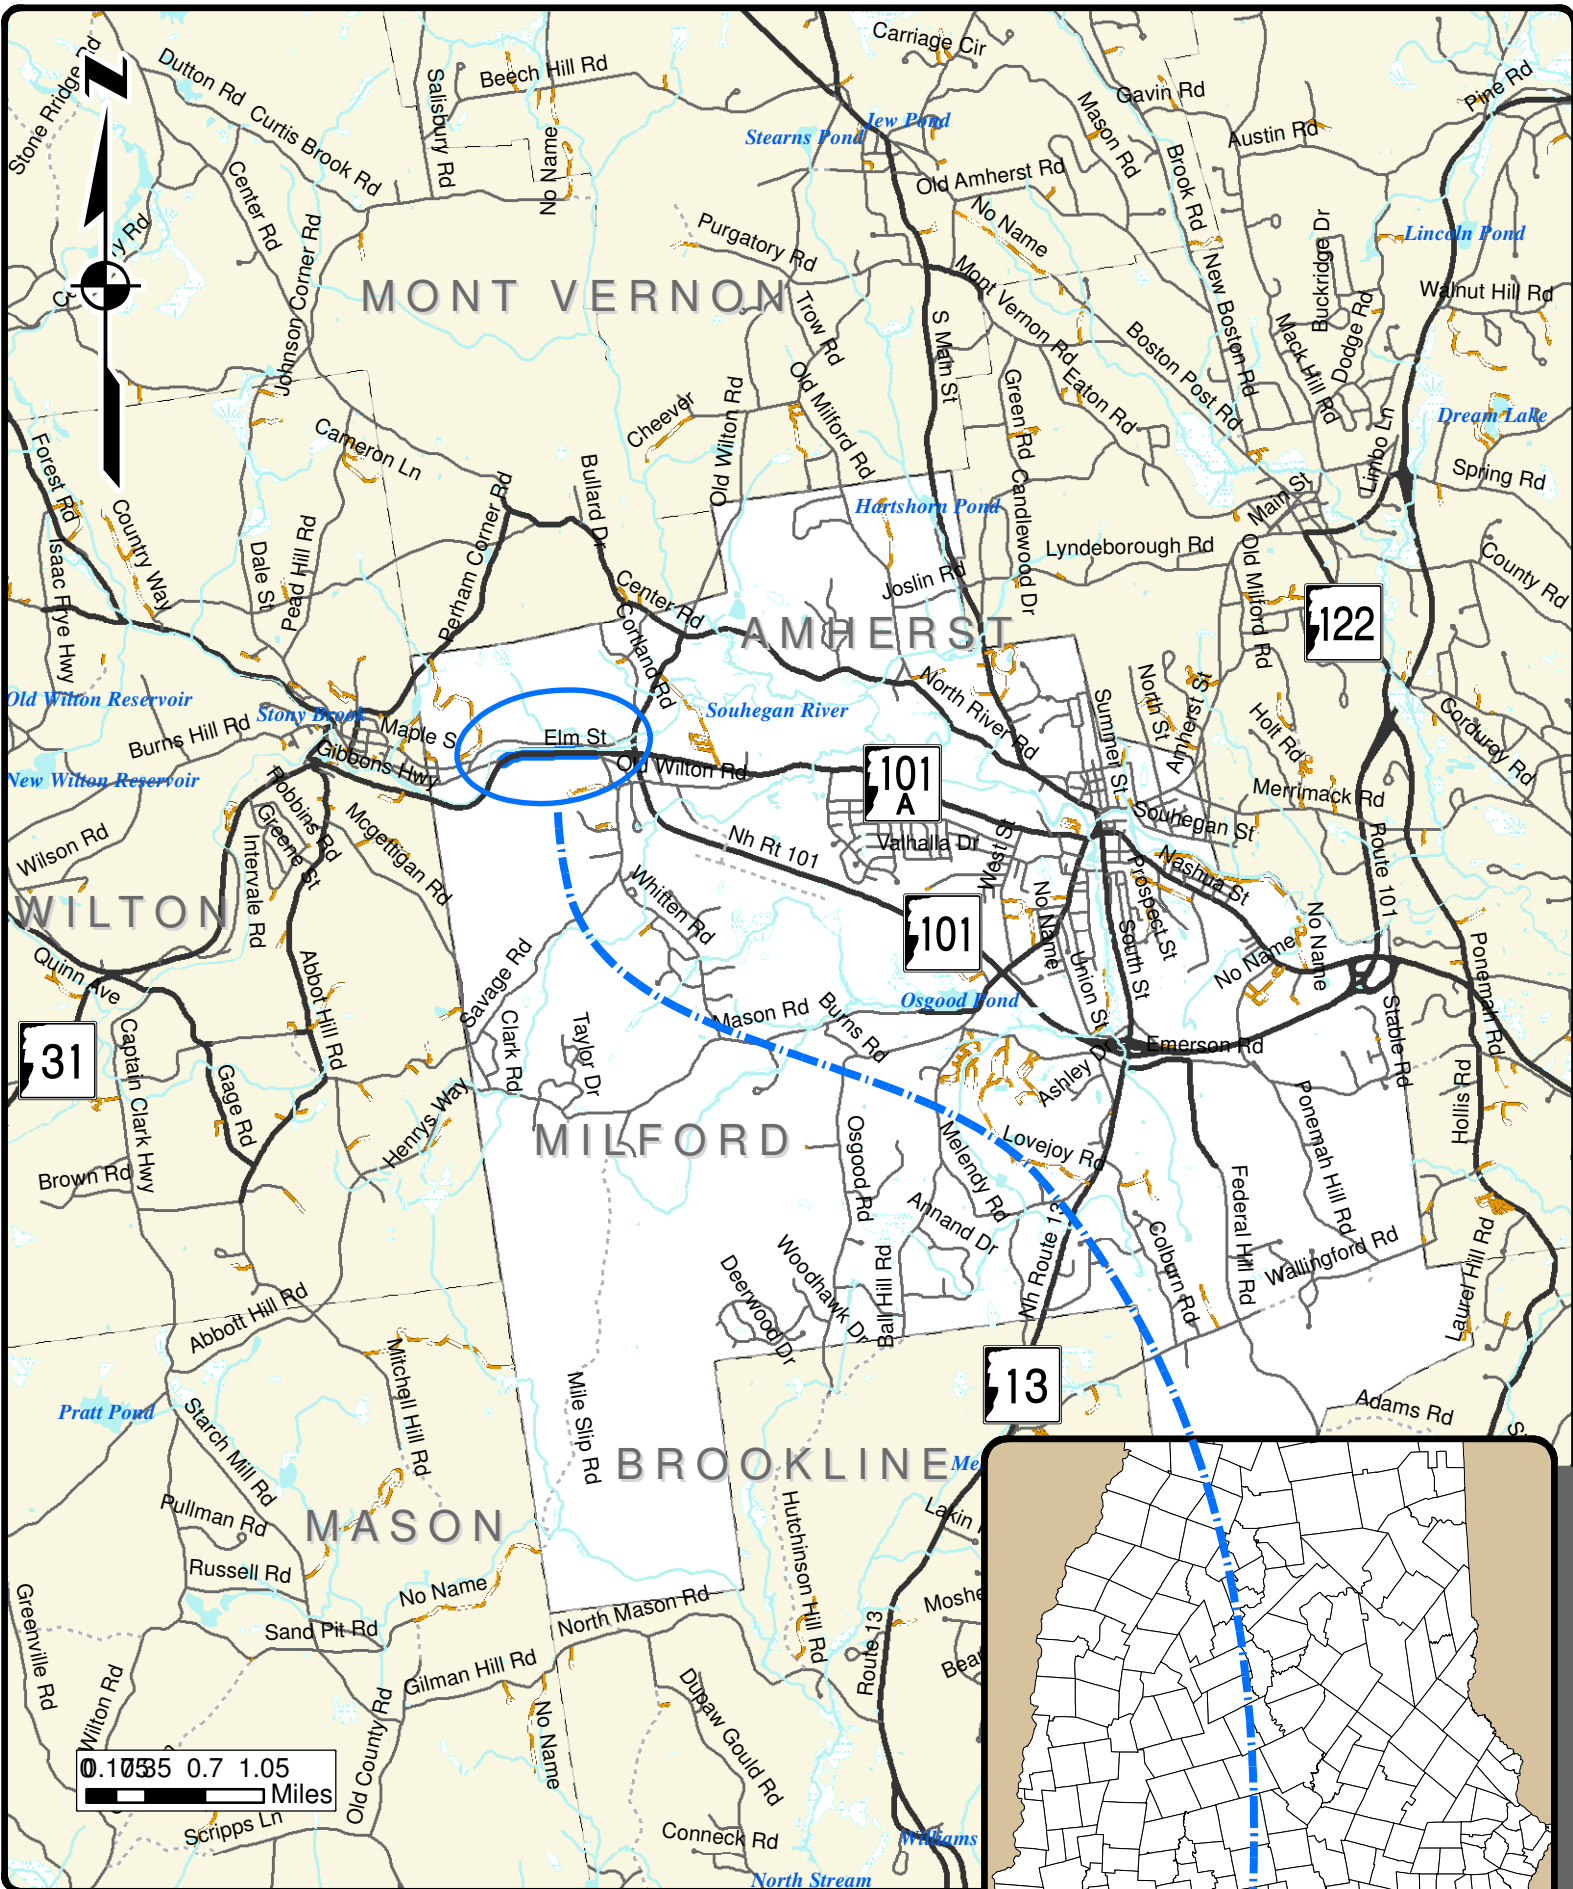 Stone Bridge Rd
Dutton Rd
Curtis Brook Rd
Salisbury Rd
Beech Hill Rd
No Name
Carriage Cir
Gavin Rd
Pine Rd
Jew Pond
Stearns Pond
Mason Rd
Austin Rd
Brook Rd
Center Rd
Old Amherst Rd
No Name
Purgatory Rd
Lincoln Pond
Buckridge Dr
N
Johnson Corner Rd
MONT VERNON
Trow Rd
Mont Vernon Rd
New Boston Rd
Walnut Hill Rd
S Main St
Boston Post Rd
Mack Hill Rd
Dodge Rd
Old Milford Rd
Green Rd
Eaton Rd
Cheever
Old Wilton Rd
Dream Lake
Cameron Ln
Limbo Ln
Forest Rd
Bullard Dr
Spring Rd
Country Way
Perham Corner Rd
Hartshorn Pond
Candlewood Dr
Main St
Isaac Frye Hwy
Dale St
Pead Hill Rd
Lyndeborough Rd
Old Milford Rd
County Rd
Joslin Rd
Center Rd
122
Cortland Rd
AMHERST
Old Wilton Reservoir
Stony Brook
North River Rd
Summer St
North St
Amherst St
Souhegan River
Burns Hill Rd
Maple S
Elm St
Holt Rd
Corduroy Rd
New Wilton Reservoir
Gibbons Hwy
Old Wilton Rd
101
A
Merrimack Rd
Robbins Rd
Greene St
Mcgettigan Rd
Souhegan St
Wilson Rd
Nh Rt 101
Valhalla Dr
West St
Route 101
Intervale Rd
Whitten Rd
Prospect St
Nashua St
WILTON
101
No Name
South St
No Name
No Name
Quinn Ave
Abbot Hill Rd
Savage Rd
Union St
Ponemah Rd
Osgood Pond
Mason Rd
Burns Rd
31
Captain Clark Hwy
Clark Rd
Taylor Dr
Emerson Rd
Stable Rd
Gage Rd
Ashley Dr
Hollis Rd
Henrys Way
MILFORD
Osgood Rd
Melendy Rd
Lovejoy Rd
Ponemah Hill Rd
Brown Rd
Annand Dr
Federal Hill Rd
Colburn Rd
Wallingford Rd
Woodhawk Dr
Ball Hill Rd
Nh Route 13
Deerwood Dr
Laurel Hill Rd
Abbott Hill Rd
Mitchell Hill Rd
Mile Slip Rd
13
Adams Rd
Pratt Pond
Starch Mill Rd
BROOKLINE
Me
Pullman Rd
MASON
Hutchinson Hill Rd
Lakin
Russell Rd
No Name
Greenville Rd
North Mason Rd
Moshe
Sand Pit Rd
Route 13
Bear
Gilman Hill Rd
Wilton Rd
Old County Rd
No Name
Dupaw Gould Rd
0.7 1.05
Miles
Scripps Ln
Conneck Rd
Williams
North Stream